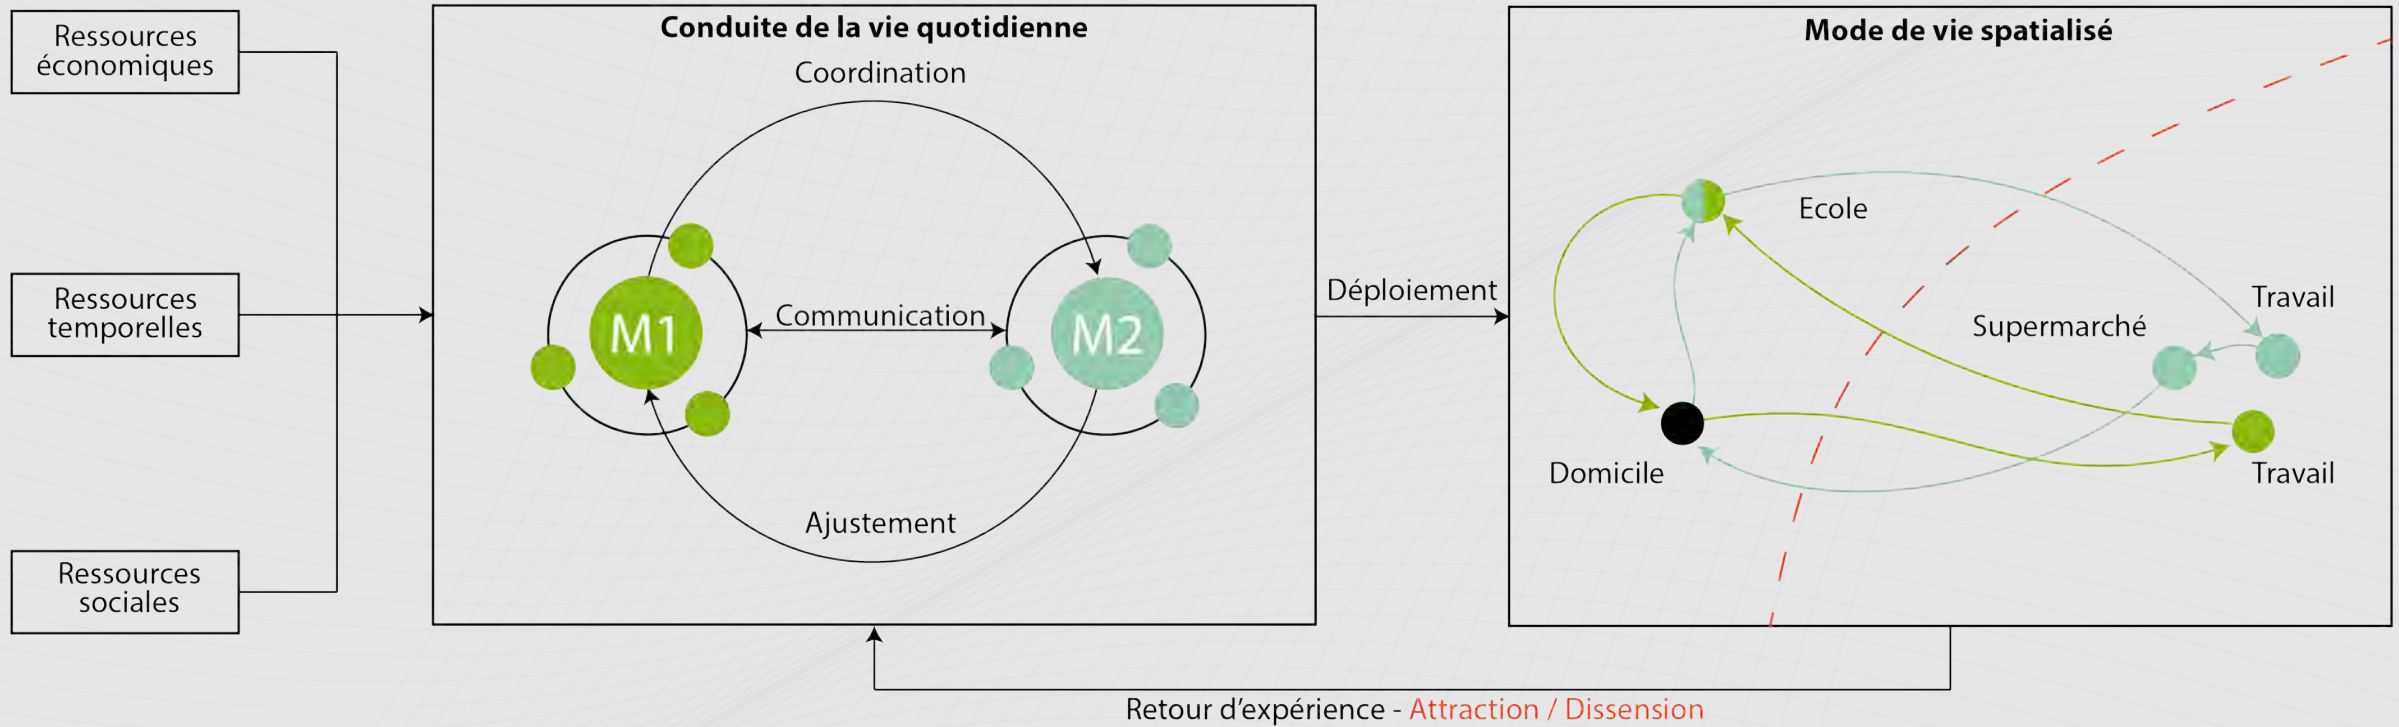 Ressources
économiques
Ressources
temporelles
Ressources
sociales
Conduite de la vie quotidienne
Coordination
M1
Communication
M2
Ajustement
Déploiement
Mode de vie spatialisé
Ecole
Travail
Supermarché
Domicile
Travail
Retour d'expérience - Attraction / Dissension